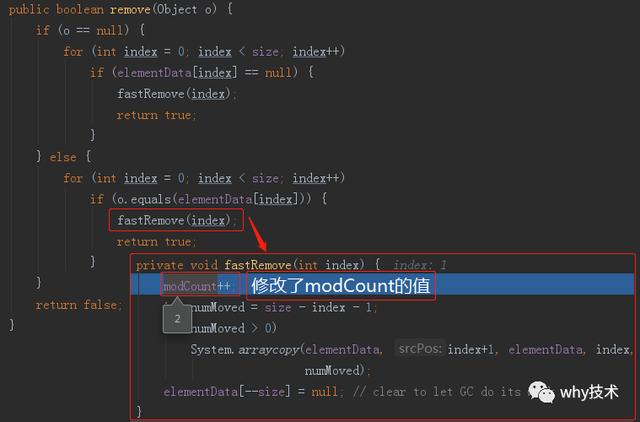 public boolean remove(Object o) {
if (o == null) {
for (int index = 0; index < size; index++)
if (elementData[index] == null) {
fastRemove(index);
return true;
}
} else {
for (int index = 0; index < size; index++)
if (o.equals(elementData[index])) {
fastRemove(index);
return true;
}
}
return false;
}
private void fastRemove(int index) { index: 1
modCount++; 修改了modCount的值
2
numMoved = size - index - 1;
numMoved > 0)
System.arraycopy(elementData, srcPos: index+1, elementData, index,
numMoved);
elementData[--size] = null; // clear to let GC do its
}
why技术